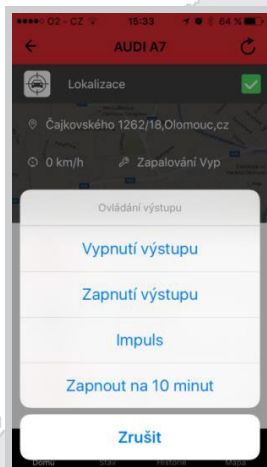 O2 - CZ 15:33 64 %
AUDI A7
Lokalizace
Čajkovského 1262/18,Olomouc,cz
0 km/h Zapalování Vyp
Ovládání výstupu
Vypnutí výstupu
Zapnutí výstupu
Impuls
Zapnout na 10 minut
Zrušit
Domů Stav Historie Mapa